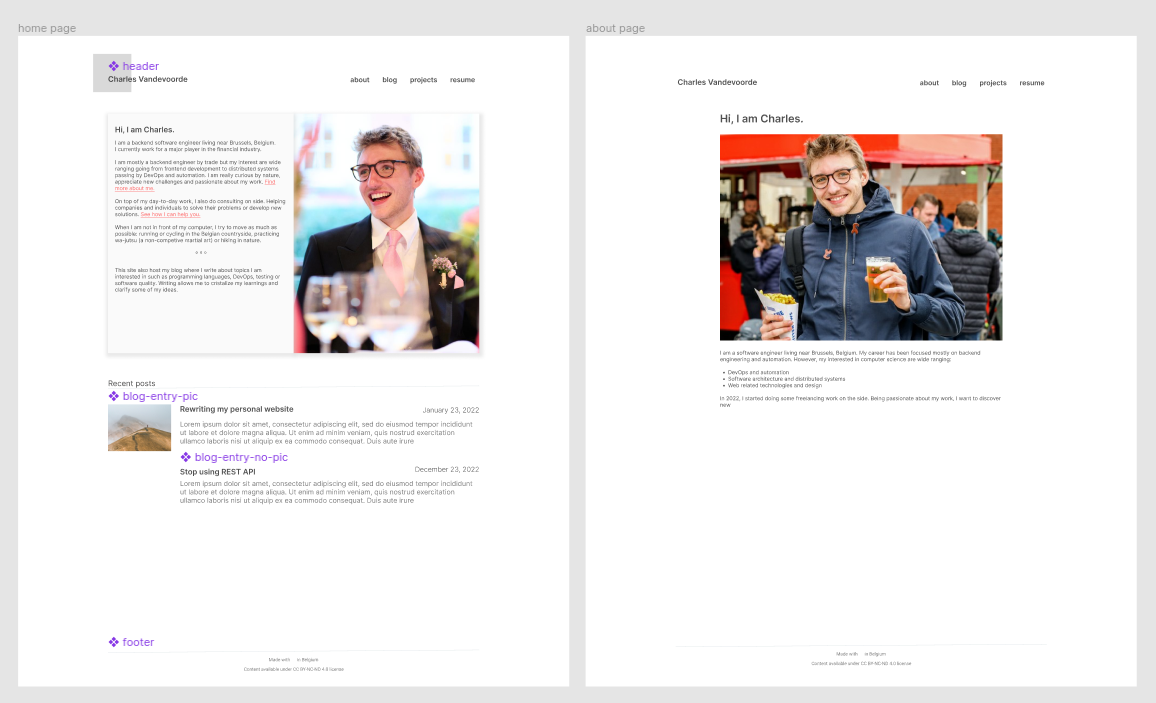 home page
header
Charles Vandevoorde
about blog projects resume
Hi, I am Charles.
I am a backend software engineer living near Brussels, Belgium.
I currently work for a major player in the financial industry.
I am mostly a backend engineer by trade but my interest are wide
ranging going from frontend development to distributed systems
passing by DevOps and automation. I am really curious by nature,
appreciate new challenges and passionate about my work. Find
more about me.
On top of my day-to-day work, I also do consulting on side. Helping
companies and individuals to solve their problems or develop new
solutions. See how I can help you.
When I am not in front of my computer, I try to move as much as
possible: running or cycling in the Belgian countryside, practicing
wa-jutsu (a non-competive martial art) or hiking in nature.
This site also host my blog where I write about topics I am
interested in such as programming languages, DevOps, testing or
software quality. Writing allows me to cristalize my learnings and
clarify some of my ideas.
Recent posts
blog-entry-pic
Rewriting my personal website January 23, 2022
Lorem ipsum dolor sit amet, consectetur adipiscing elit, sed do eiusmod tempor incididunt
ut labore et dolore magna aliqua. Ut enim ad minim veniam, quis nostrud exercitation
ullamco laboris nisi ut aliquip ex ea commodo consequat. Duis aute irure
blog-entry-no-pic
Stop using REST API December 23, 2022
Lorem ipsum dolor sit amet, consectetur adipiscing elit, sed do eiusmod tempor incididunt
ut labore et dolore magna aliqua. Ut enim ad minim veniam, quis nostrud exercitation
ullamco laboris nisi ut aliquip ex ea commodo consequat. Duis aute irure
footer
Made with in Belgium
Content available under CC BY-NC-ND 4.0 license
about page
Charles Vandevoorde
about blog projects resume
Hi, I am Charles.
I am a software engineer living near Brussels, Belgium. My career has been focused mostly on backend
engineering and automation. However, my interested in computer science are wide ranging:
• DevOps and automation
• Software architecture and distributed systems
• Web related technologies and design
In 2022, I started doing some freelancing work on the side. Being passionate about my work, I want to discover
new
Made with in Belgium
Content available under CC BY-NC-ND 4.0 license